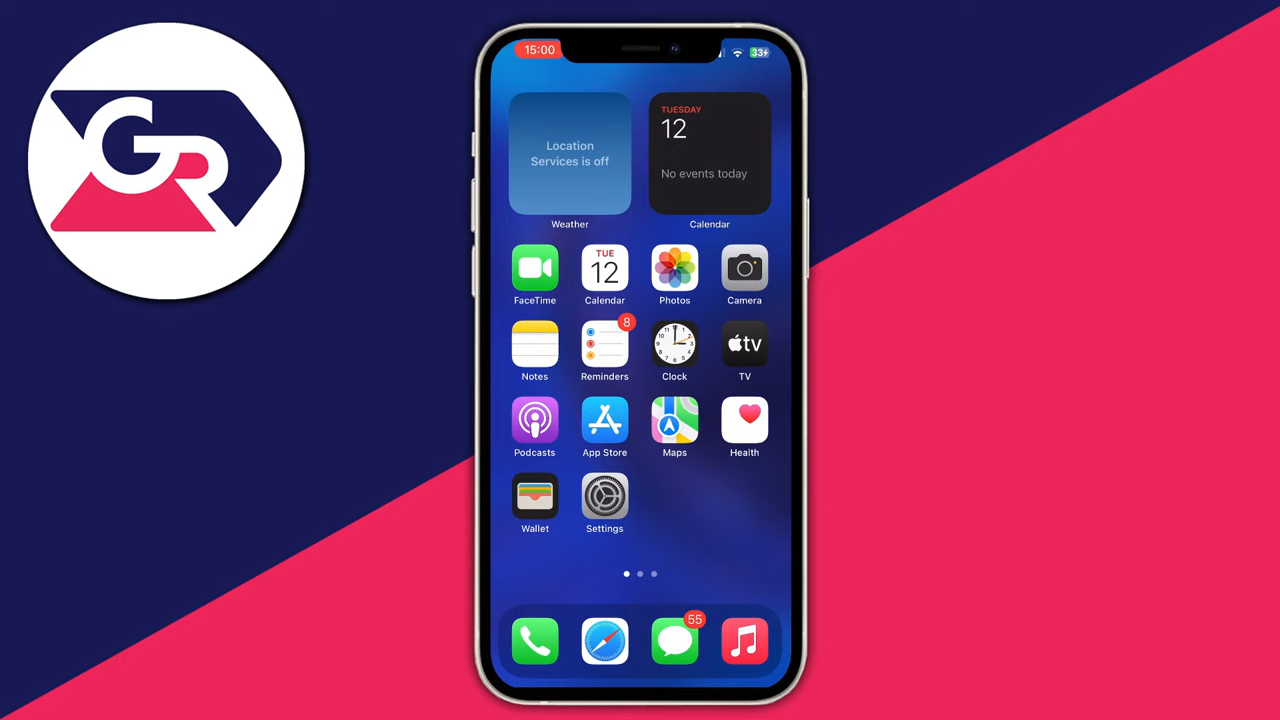 GR
15:00
33+
Location
Services is off
Weather
TUESDAY
12
No events today
Calendar
FaceTime
TUE
12
Calendar
Photos
Camera
Notes
8
Reminders
Clock
tv
TV
Podcasts
App Store
Maps
Health
Wallet
Settings
55